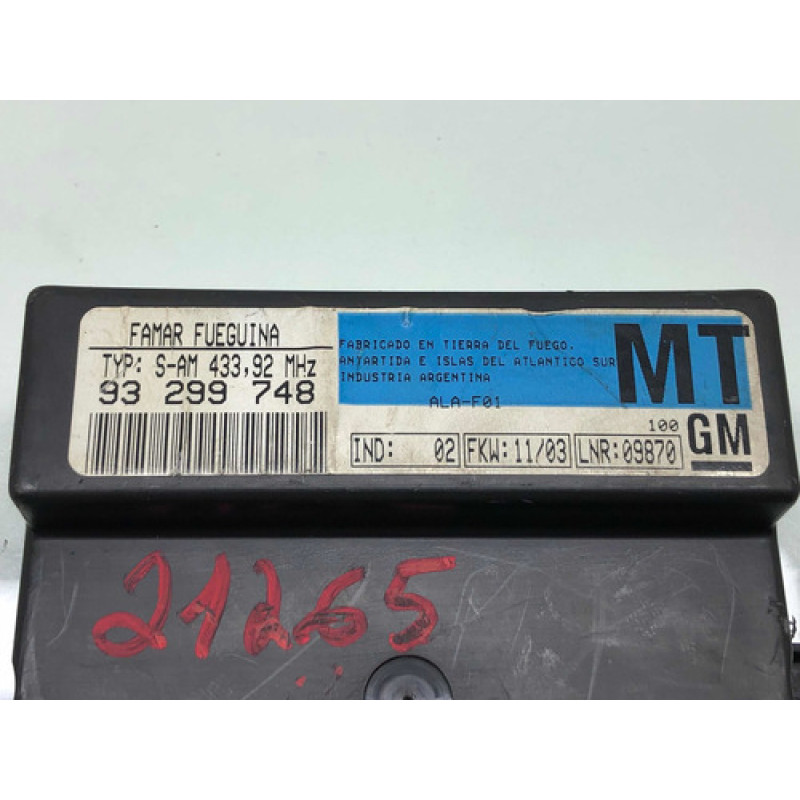 FAMAR FUEGUINA
TYP: S-AM 433,92 MHz
93 299 748
FABRICADO EN TIERRA DEL FUEGO.
ANTARTIDA E ISLAS DEL ATLANTICO SUR
INDUSTRIA ARGENTINA
ALA-F01
MT
100
GM
IND: 02 FKW:11/03 LNR:09870
21265